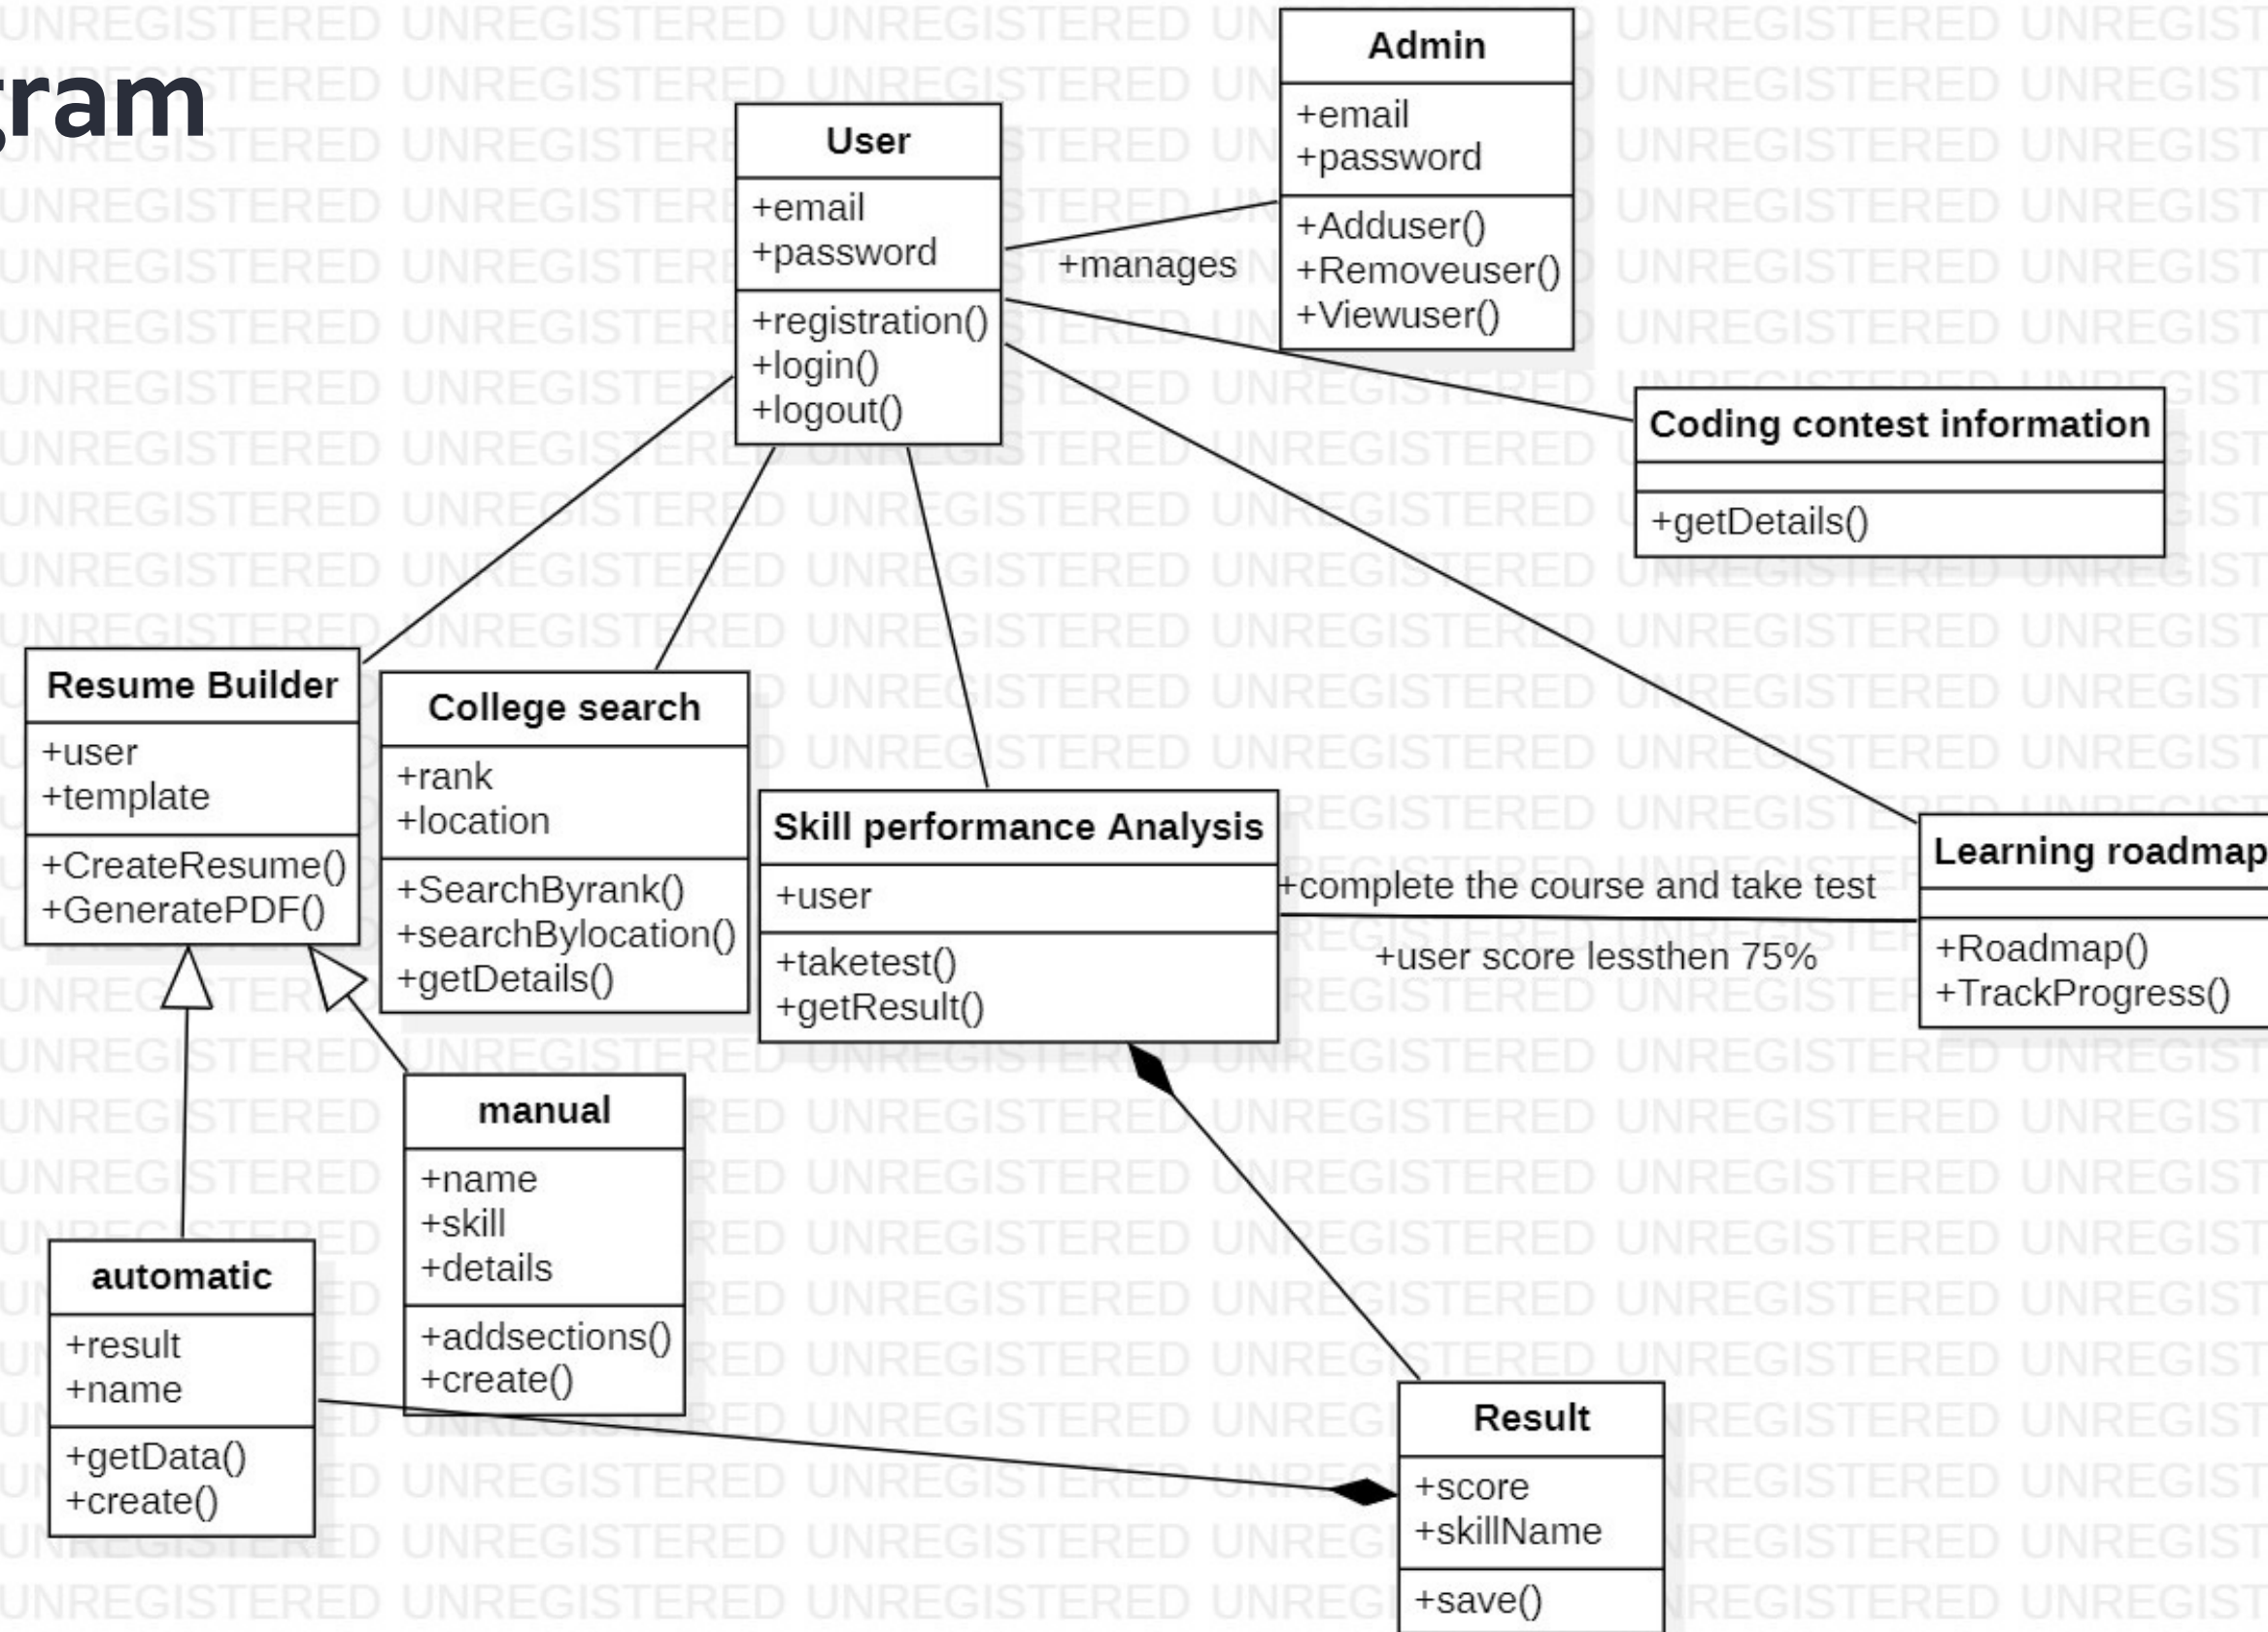 gram
Admin
+email
+password
+Adduser()
+Removeuser()
+Viewuser()
User
+email
+password
+registration()
+login()
+logout()
+manages
Coding contest information
+getDetails()
Resume Builder
+user
+template
+CreateResume()
+GeneratePDF()
College search
+rank
+location
+SearchByrank()
+searchBylocation()
+getDetails()
Skill performance Analysis
+user
+taketest()
+getResult()
+complete the course and take test
+user score lessthen 75%
Learning roadmap
+Roadmap()
+TrackProgress()
manual
+name
+skill
+details
+addsections()
+create()
automatic
+result
+name
+getData()
+create()
Result
+score
+skillName
+save()
UNREGISTERED